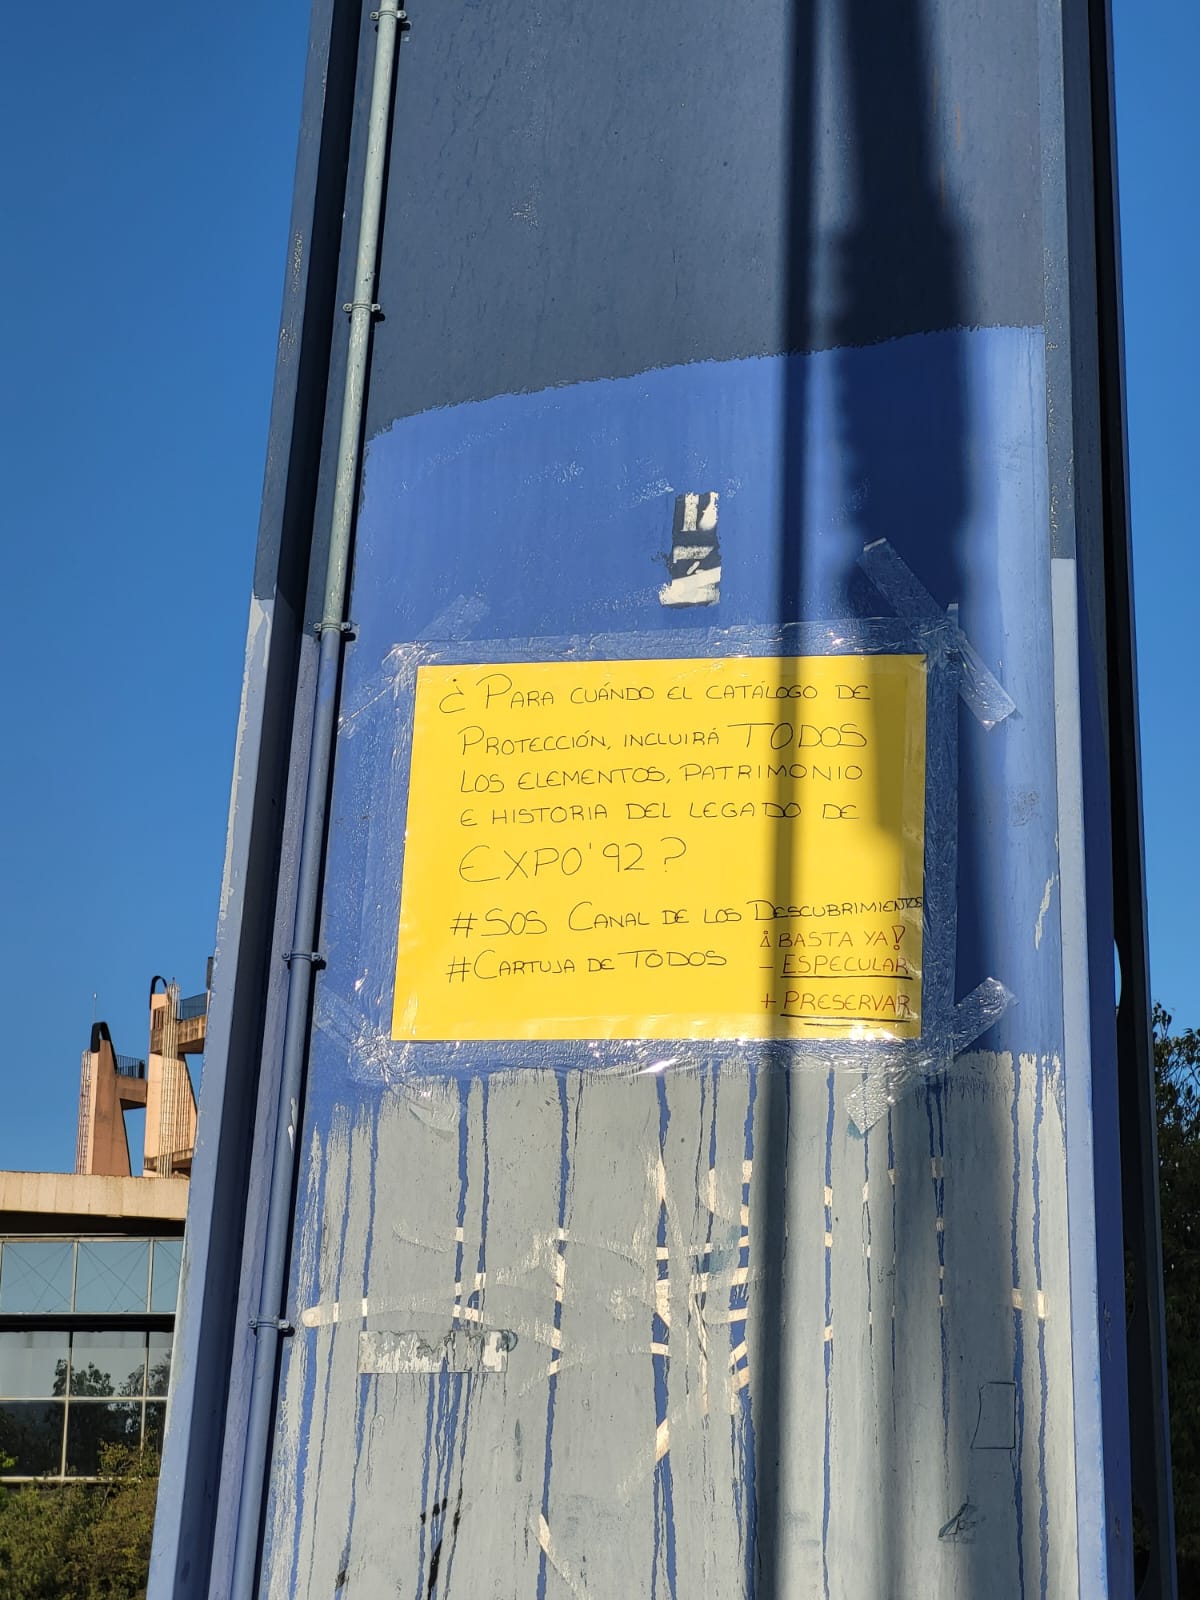 ¿Para cuándo el catálogo de
Protección, incluirá TODOS
los elementos, patrimonio
e historia del legado de
EXPO'92?
#SOS Canal de los Descubrimientos
¡BASTA YA!
#Cartuja de TODOS
- ESPECULAR
+ PRESERVAR